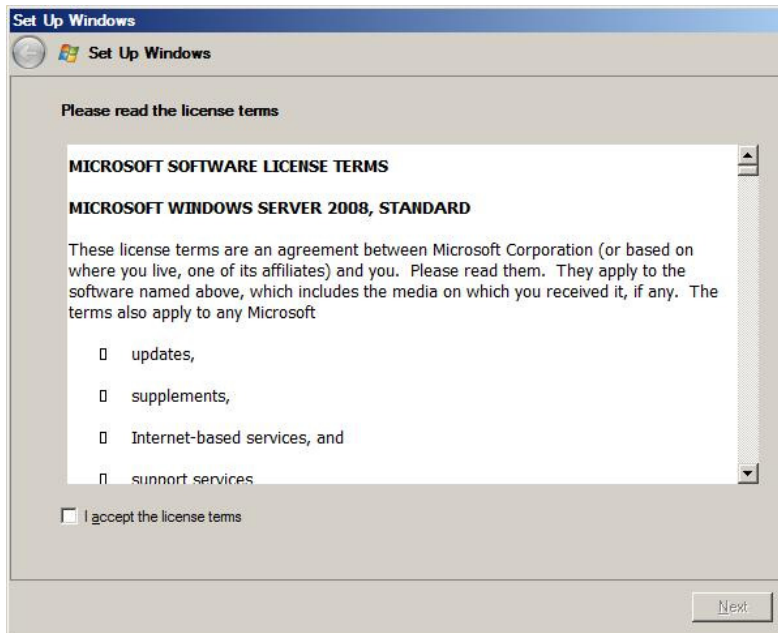 Set Up Windows
Set Up Windows
Please read the license terms
MICROSOFT SOFTWARE LICENSE TERMS
MICROSOFT WINDOWS SERVER 2008, STANDARD
These license terms are an agreement between Microsoft Corporation (or based on
where you live, one of its affiliates) and you.  Please read them.  They apply to the
software named above, which includes the media on which you received it, if any.  The
terms also apply to any Microsoft
updates,
supplements,
Internet-based services, and
support services
I accept the license terms
Next